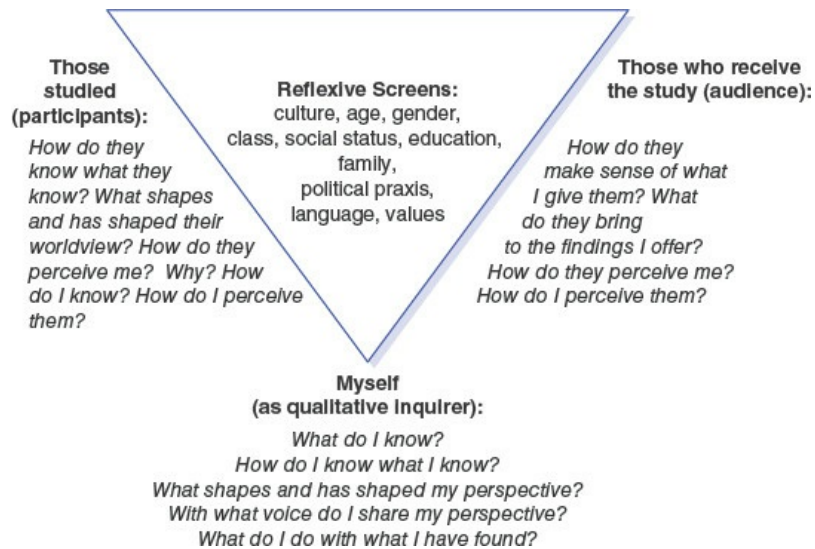 Those
studied
(participants):
How do they
know what they
know? What shapes
and has shaped their
worldview? How do they
perceive me? Why? How
do I know? How do I perceive
them?
Reflexive Screens:
culture, age, gender,
class, social status, education,
family,
political praxis,
language, values
Those who receive
the study (audience):
How do they
make sense of what
I give them? What
do they bring
to the findings I offer?
How do they perceive me?
How do I perceive them?
Myself
(as qualitative inquirer):
What do I know?
How do I know what I know?
What shapes and has shaped my perspective?
With what voice do I share my perspective?
What do I do with what I have found?